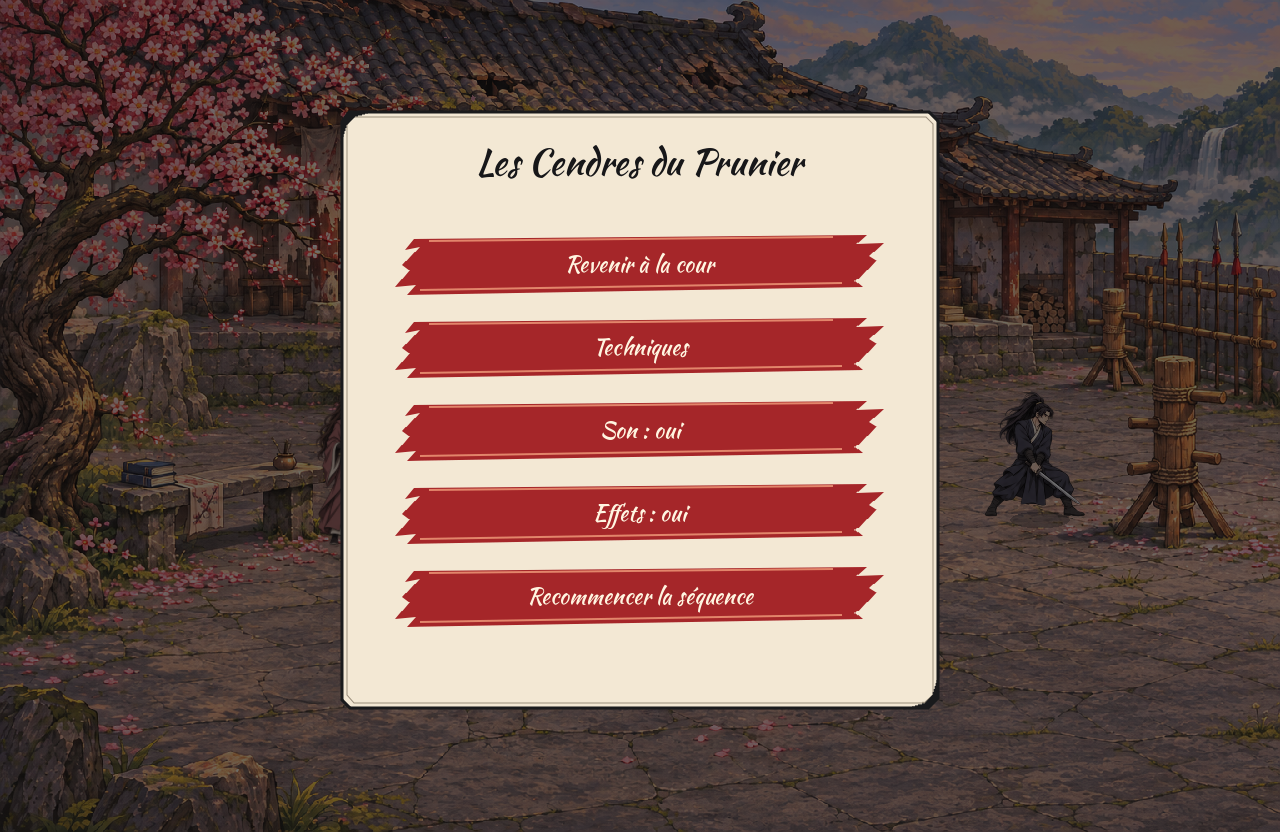 Les Cendres du Prunier
Revenir à la cour
Techniques
Son : oui
Effets : oui
Recommencer la séquence